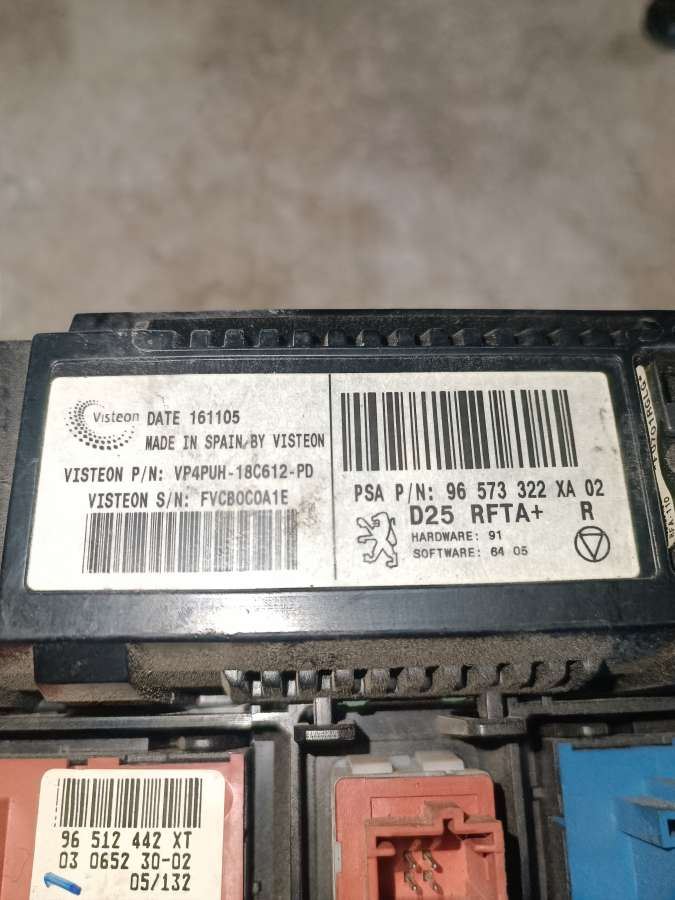 Visteon DATE 161105
MADE IN SPAIN BY VISTEON
VISTEON P/N: VP4PUH-18C612-PD
VISTEON S/N: FVCB0C0A1E
PSA P/N: 96 573 322 XA 02
D25 RFTA+ R
HARDWARE: 91
SOFTWARE: 64 05
96 512 442 XT
03 0652 30-02
05/132